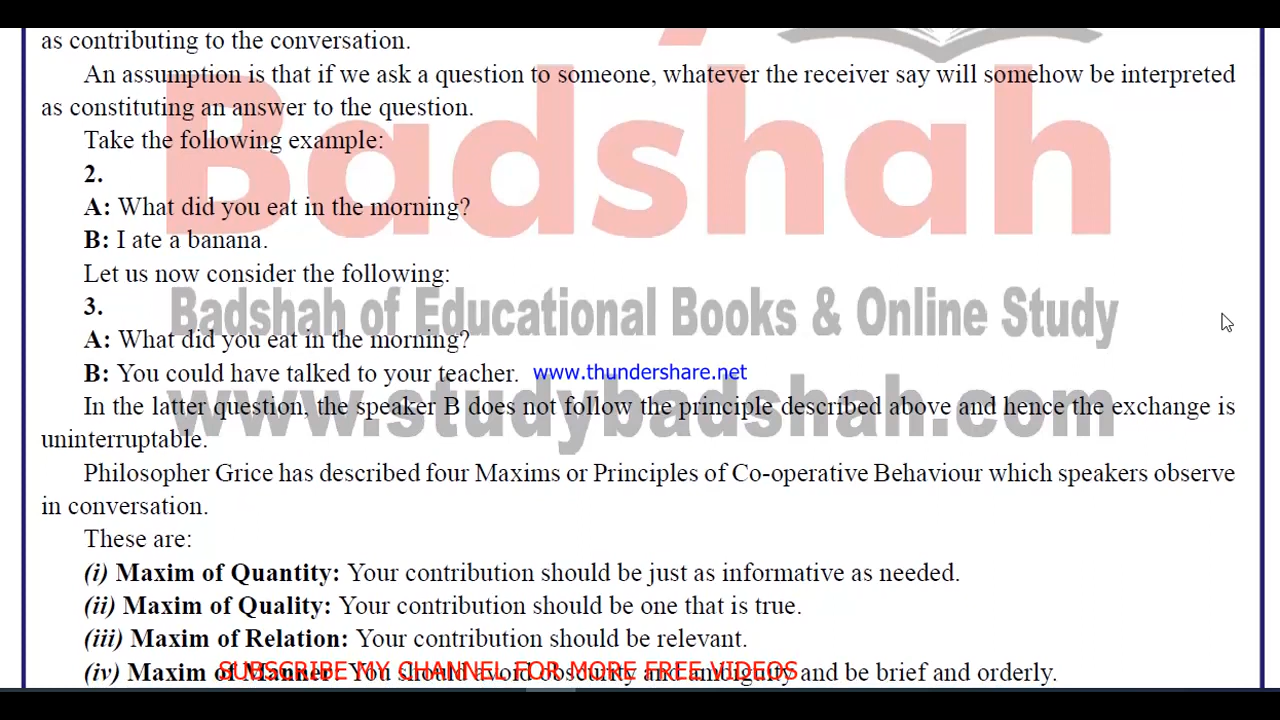 as contributing to the conversation.
An assumption is that if we ask a question to someone, whatever the receiver say will somehow be interpreted
as constituting an answer to the question.
Take the following example:
2.
A: What did you eat in the morning?
B: I ate a banana.
Let us now consider the following:
3.
A: What did you eat in the morning?
B: You could have talked to your teacher. www.thundershare.net
In the latter question, the speaker B does not follow the principle described above and hence the exchange is
uninterruptable.
Philosopher Grice has described four Maxims or Principles of Co-operative Behaviour which speakers observe
in conversation.
These are:
(i) Maxim of Quantity: Your contribution should be just as informative as needed.
(ii) Maxim of Quality: Your contribution should be one that is true.
(iii) Maxim of Relation: Your contribution should be relevant.
(iv) Maxim of Manner: You should avoid obscurity and ambiguity and be brief and orderly.
SUBSCRIBE MY CHANNEL FOR MORE FREE VIDEOS
Badshah
Badshah of Educational Books & Online Study
www.studybadshah.com